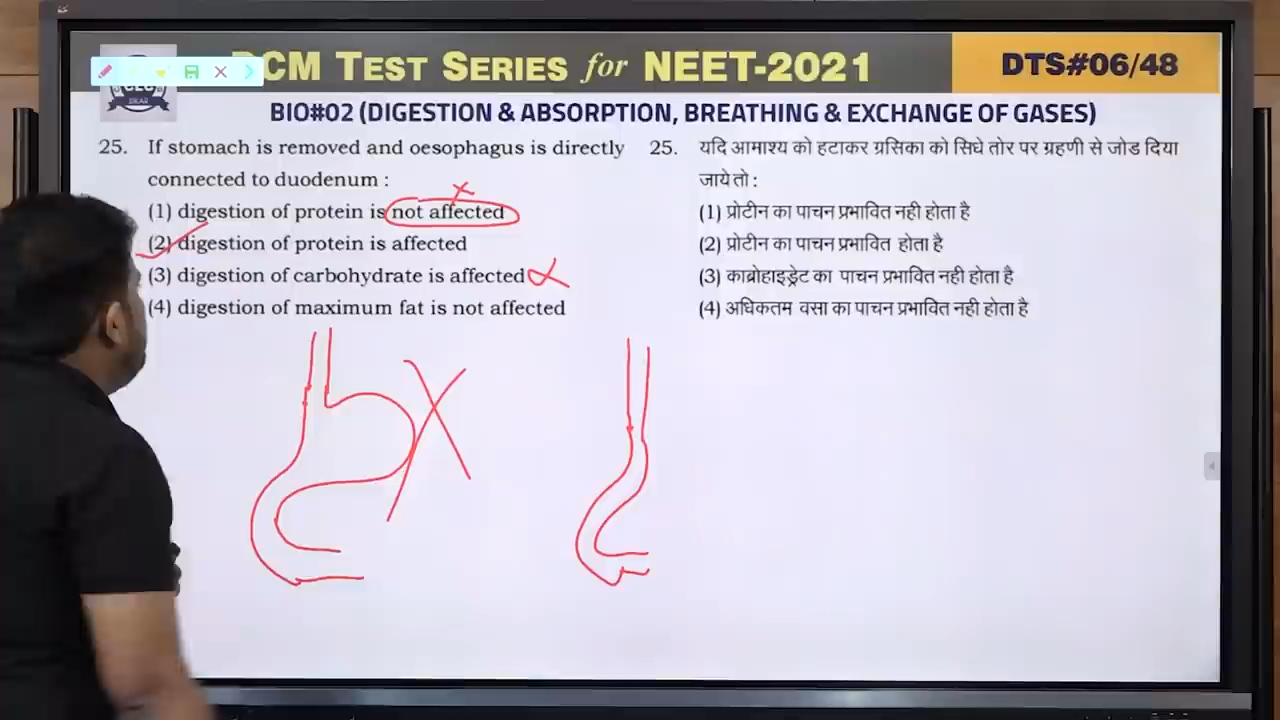 DCM TEST SERIES for NEET-2021
DTS#06/48
BIO#02 (DIGESTION & ABSORPTION, BREATHING & EXCHANGE OF GASES)
25. If stomach is removed and oesophagus is directly
connected to duodenum :
(1) digestion of protein is not affected
(2) digestion of protein is affected
(3) digestion of carbohydrate is affected
(4) digestion of maximum fat is not affected
25. यदि आमाश्य को हटाकर ग्रसिका को सिधे तोर पर ग्रहणी से जोड दिया
जाये तो :
(1) प्रोटीन का पाचन प्रभावित नही होता है
(2) प्रोटीन का पाचन प्रभावित होता है
(3) काब्रोहाइड्रेट का पाचन प्रभावित नही होता है
(4) अधिकतम वसा का पाचन प्रभावित नही होता है